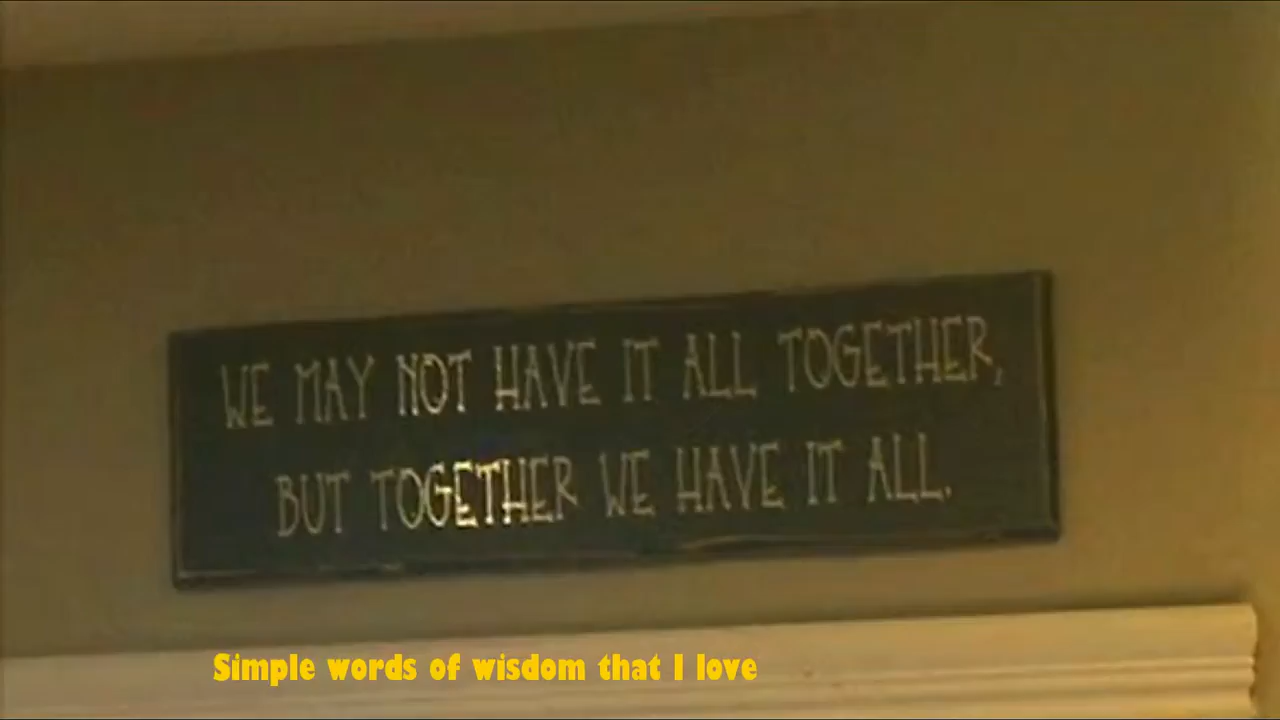 WE MAY NOT HAVE IT ALL TOGETHER,
BUT TOGETHER WE HAVE IT ALL.
Simple words of wisdom that I love